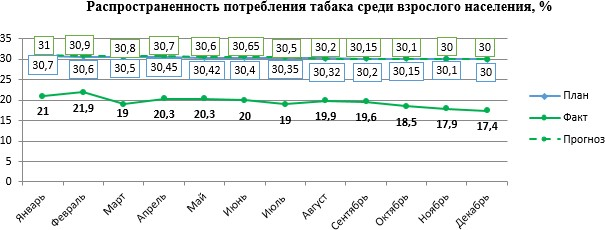 Распространенность потребления табака среди взрослого населения, %
35
30
25
20
15
10
5
0
31 30,9 30,8 30,7 30,6 30,65 30,5 30,2 30,15 30,1 30 30
30,7 30,6 30,5 30,45 30,42 30,4 30,35 30,32 30,2 30,15 30,1 30
21 21,9 19 20,3 20,3 20 19 19,9 19,6 18,5 17,9 17,4
Январь Февраль Март Апрель Май Июнь Июль Август Сентябрь Октябрь Ноябрь Декабрь
План
Факт
Прогноз